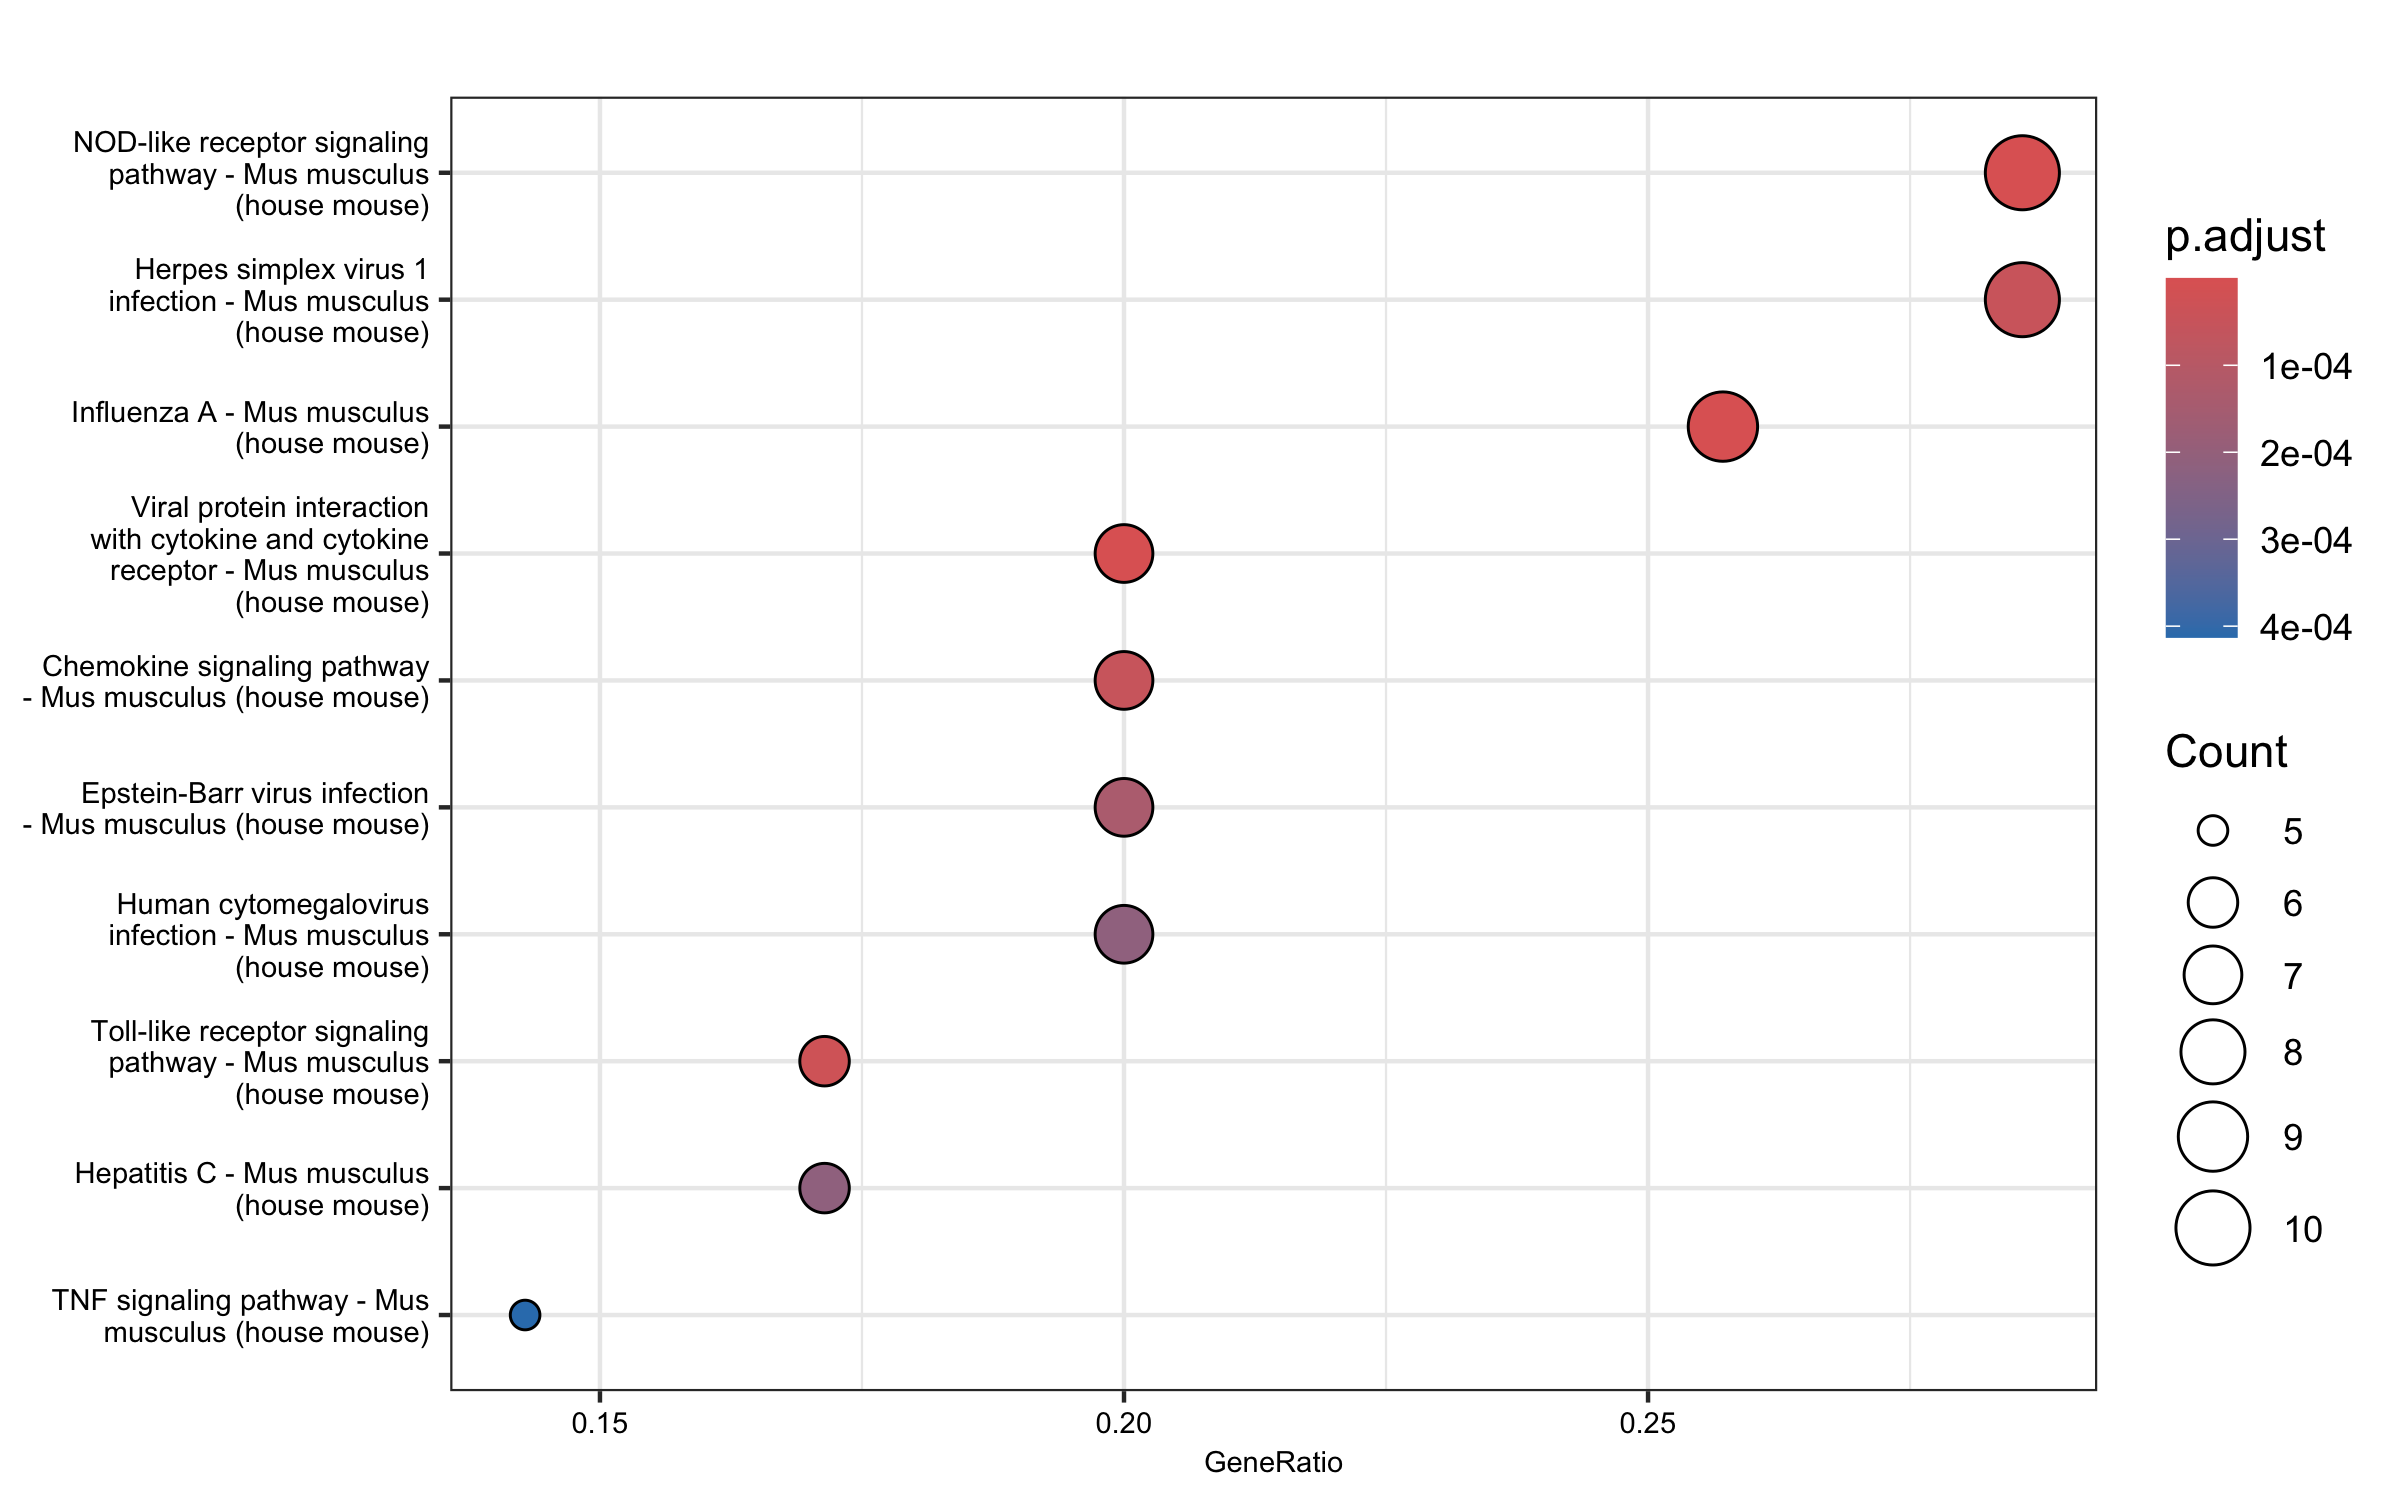 NOD-like receptor signaling
pathway - Mus musculus
(house mouse)
Herpes simplex virus 1
infection - Mus musculus
(house mouse)
Influenza A - Mus musculus
(house mouse)
Viral protein interaction
with cytokine and cytokine
receptor - Mus musculus
(house mouse)
Chemokine signaling pathway
- Mus musculus (house mouse)
Epstein-Barr virus infection
- Mus musculus (house mouse)
Human cytomegalovirus
infection - Mus musculus
(house mouse)
Toll-like receptor signaling
pathway - Mus musculus
(house mouse)
Hepatitis C - Mus musculus
(house mouse)
TNF signaling pathway - Mus
musculus (house mouse)
0.15
0.20
0.25
GeneRatio
p.adjust
1e-04
2e-04
3e-04
4e-04
Count
5
6
7
8
9
10